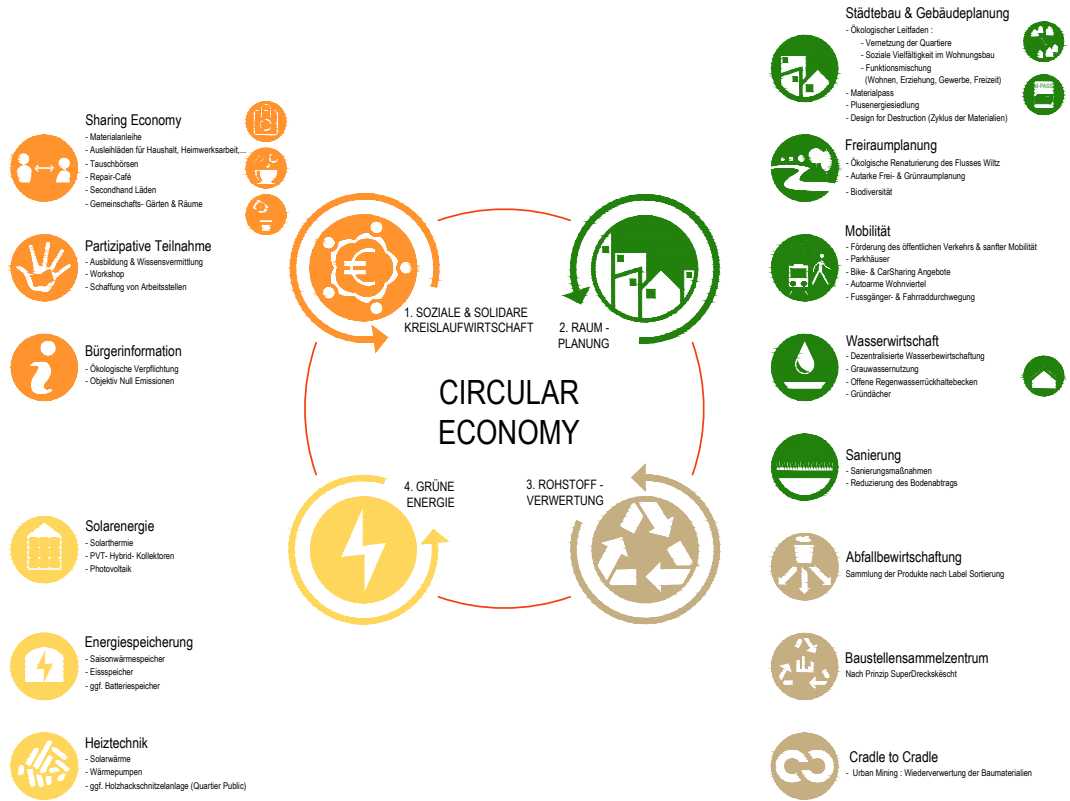 Sharing Economy
- Materialanleihe
- Ausleihläden für Haushalt, Heimwerksarbeit,...
- Tauschbörsen
- Repair-Café
- Secondhand Läden
- Gemeinschafts- Gärten & Räume
Partizipative Teilnahme
- Ausbildung & Wissensvermittlung
- Workshop
- Schaffung von Arbeitsstellen
Bürgerinformation
- Ökologische Verpflichtung
- Objektiv Null Emissionen
Solarenergie
- Solarthermie
- PVT- Hybrid- Kollektoren
- Photovoltaik
Energiespeicherung
- Saisonwärmespeicher
- Eissspeicher
- ggf. Batteriespeicher
Heiztechnik
- Solarwärme
- Wärmepumpen
- ggf. Holzhackschnitzelanlage (Quartier Public)
€
1. SOZIALE & SOLIDARE
KREISLAUFWIRTSCHAFT
2. RAUM -
PLANUNG
CIRCULAR
ECONOMY
4. GRÜNE
ENERGIE
3. ROHSTOFF -
VERWERTUNG
Städtebau & Gebäudeplanung
- Ökologischer Leitfaden :
- Vernetzung der Quartiere
- Soziale Vielfältigkeit im Wohnungsbau
- Funktionsmischung
(Wohnen, Erziehung, Gewerbe, Freizeit)
- Materialpass
- Plusenergiesiedlung
- Design for Destruction (Zyklus der Materialien)
M-PASS
Freiraumplanung
- Ökolgische Renaturierung des Flusses Wiltz
- Autarke Frei- & Grünraumplanung
- Biodiversität
Mobilität
- Förderung des öffentlichen Verkehrs & sanfter Mobilität
- Parkhäuser
- Bike- & CarSharing Angebote
- Autoarme Wohnviertel
- Fussgänger- & Fahrraddurchwegung
Wasserwirtschaft
- Dezentralisierte Wasserbewirtschaftung
- Grauwassernutzung
- Offene Regenwasserrückhaltebecken
- Gründächer
Sanierung
- Sanierungsmaßnahmen
- Reduzierung des Bodenabtrags
Abfallbewirtschaftung
Sammlung der Produkte nach Label Sortierung
Baustellensammelzentrum
Nach Prinzip SuperDreckskëscht
Cradle to Cradle
- Urban Mining : Wiederverwertung der Baumaterialien